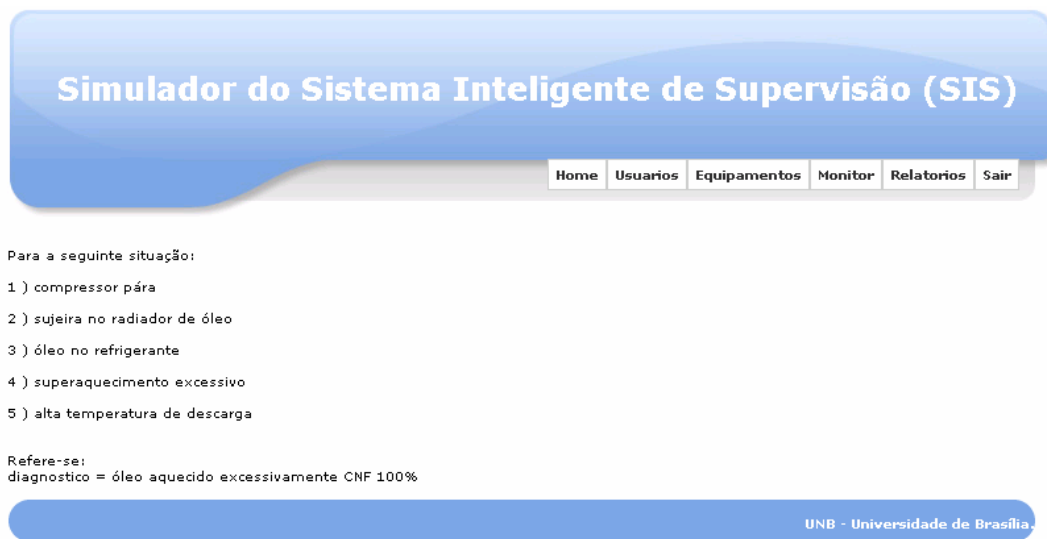 Simulador do Sistema Inteligente de Supervisão (SIS)
Home Usuarios Equipamentos Monitor Relatorios Sair
Para a seguinte situação:
1 ) compressor pára
2 ) sujeira no radiador de óleo
3 ) óleo no refrigerante
4 ) superaquecimento excessivo
5 ) alta temperatura de descarga
Refere-se:
diagnostico = óleo aquecido excessivamente CNF 100%
UNB - Universidade de Brasília.